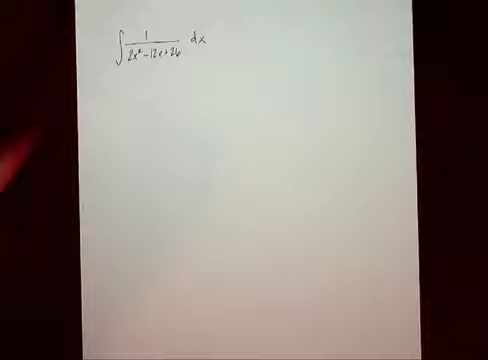 ∫ 1/(2x² - 12x + 26) dx